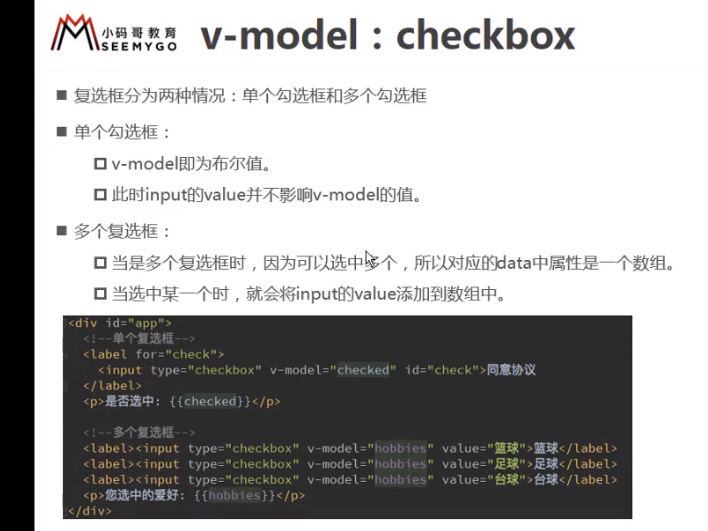 小码哥教育
SEEMYGO
v-model：checkbox
复选框分为两种情况：单个勾选框和多个勾选框
单个勾选框：
v-model即为布尔值。
此时input的value并不影响v-model的值。
多个复选框：
当是多个复选框时，因为可以选中多个，所以对应的data中属性是一个数组。
当选中某一个时，就会将input的value添加到数组中。
<div id="app">
<!--单个复选框-->
<label for="check">
<input type="checkbox" v-model="checked" id="check">同意协议
</label>
<p>是否选中: {{checked}}</p>
<!--多个复选框-->
<label><input type="checkbox" v-model="hobbies" value="篮球">篮球</label>
<label><input type="checkbox" v-model="hobbies" value="足球">足球</label>
<label><input type="checkbox" v-model="hobbies" value="台球">台球</label>
<p>您选中的爱好: {{hobbies}}</p>
</div>